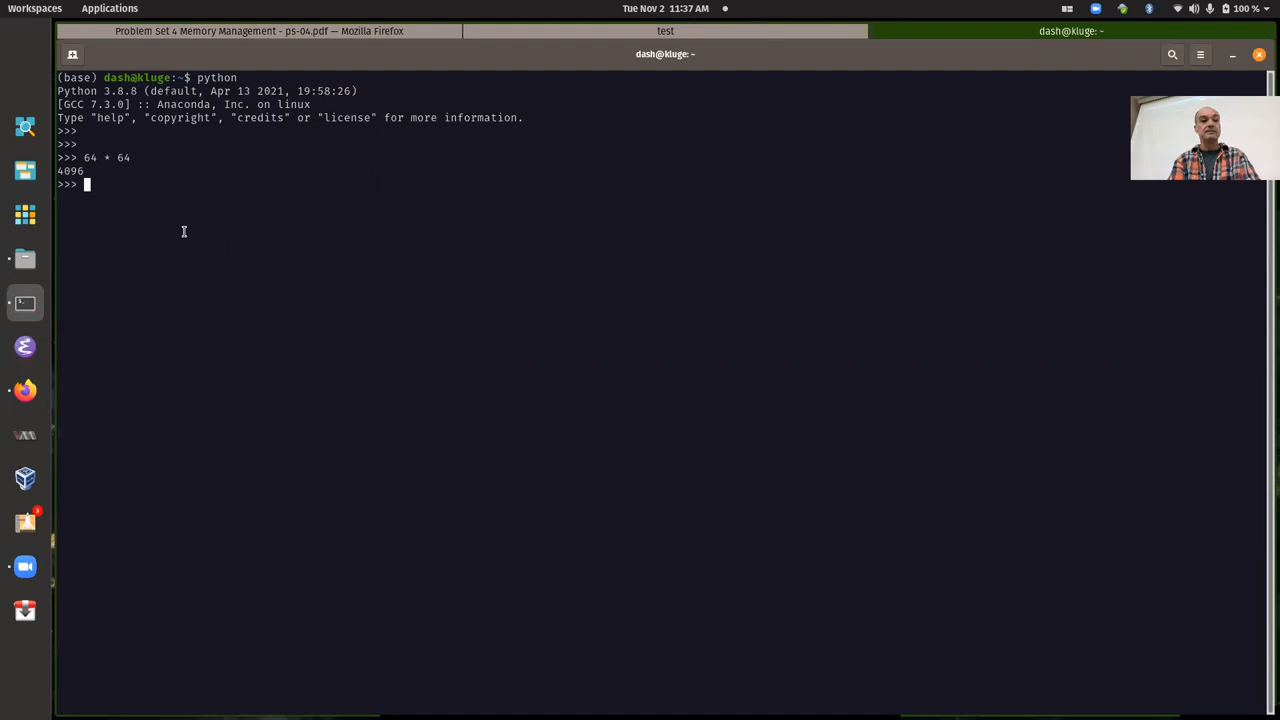 Workspaces Applications Tue Nov 2 11:37 AM 100 %
Problem Set 4 Memory Management - ps-04.pdf — Mozilla Firefox test dash@kluge: ~
dash@kluge: ~
(base) dash@kluge:~$ python
Python 3.8.8 (default, Apr 13 2021, 19:58:26)
[GCC 7.3.0] :: Anaconda, Inc. on linux
Type "help", "copyright", "credits" or "license" for more information.
>>>
>>>
>>> 64 * 64
4096
>>>
3